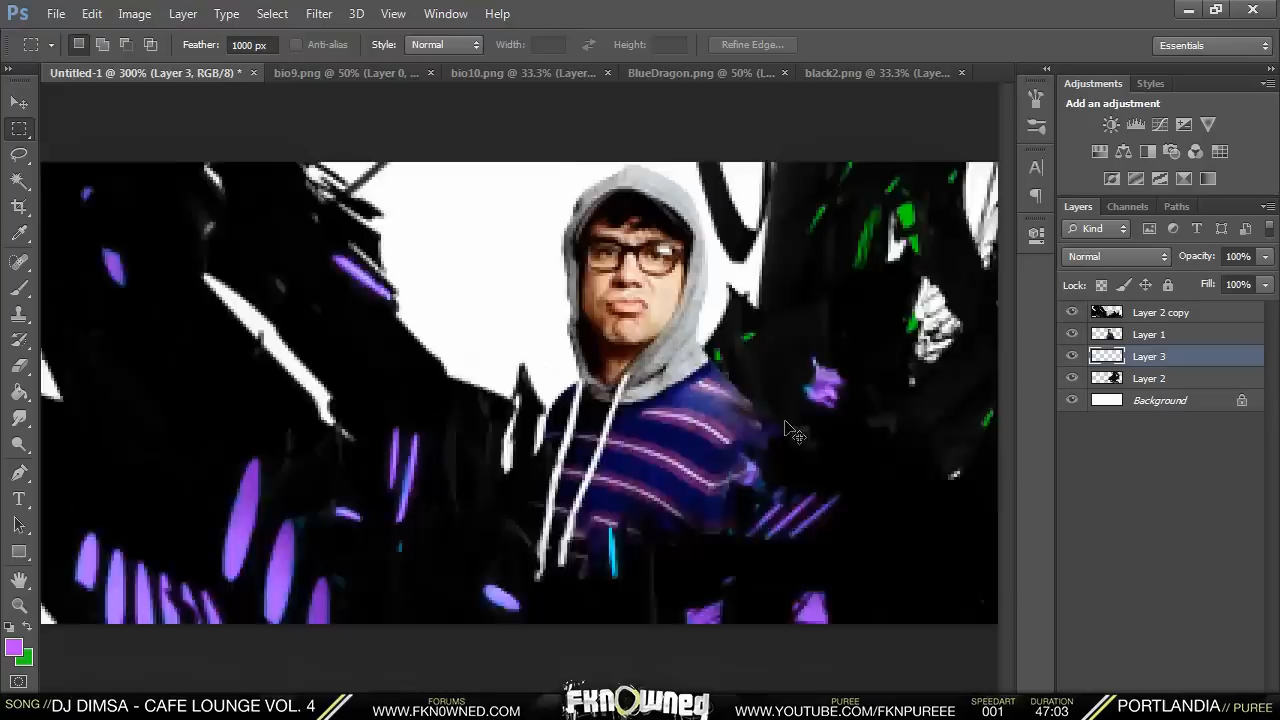 Ps File Edit Image Layer Type Select Filter 3D View Window Help
Feather: 1000 px Anti-alias Style: Normal Width: Height: Refine Edge... Essentials
Untitled-1 @ 300% (Layer 3, RGB/8) * × bio9.png @ 50% (Layer 0, ... × bio10.png @ 33.3% (Layer... × BlueDragon.png @ 50% (L... × black2.png @ 33.3% (Laye... ×
Adjustments Styles
Add an adjustment
Layers Channels Paths
Kind
Normal Opacity: 100%
Lock: Fill: 100%
Layer 2 copy
Layer 1
Layer 3
Layer 2
Background
SONG // DJ DIMSA - CAFE LOUNGE VOL. 4
FORUMS
WWW.FKN0WNED.COM
FKNOWNED
PUREE
WWW.YOUTUBE.COM/FKNPUREEE
SPEEDART
001
DURATION
47:03
PORTLANDIA // PUREE